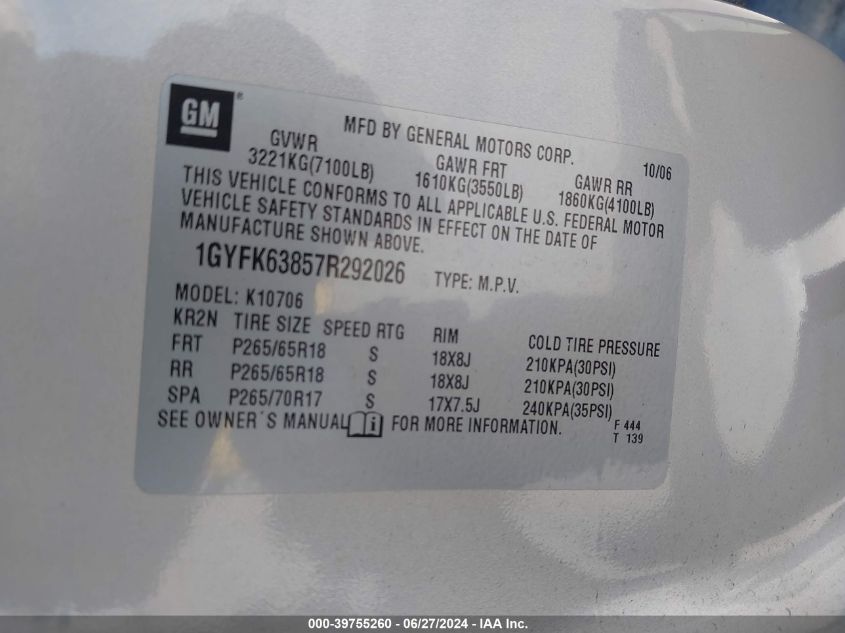 GM®
MFD BY GENERAL MOTORS CORP. 10/06
GVWR GAWR FRT GAWR RR
3221KG(7100LB) 1610KG(3550LB) 1860KG(4100LB)
THIS VEHICLE CONFORMS TO ALL APPLICABLE U.S. FEDERAL MOTOR
VEHICLE SAFETY STANDARDS IN EFFECT ON THE DATE OF
MANUFACTURE SHOWN ABOVE.
1GYFK63857R292026 TYPE: M.P.V.
MODEL: K10706
KR2N TIRE SIZE SPEED RTG RIM COLD TIRE PRESSURE
FRT P265/65R18 S 18X8J 210KPA(30PSI)
RR P265/65R18 S 18X8J 210KPA(30PSI)
SPA P265/70R17 S 17X7.5J 240KPA(35PSI)
SEE OWNER´S MANUAL i FOR MORE INFORMATION. F 444
T 139
000-39755260 - 06/27/2024 - IAA Inc.